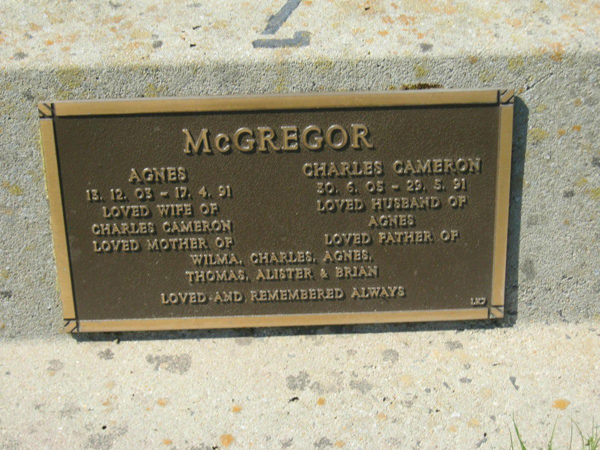 McGREGOR
AGNES
13. 12. 03 - 17. 4. 91
LOVED WIFE OF
CHARLES CAMERON
LOVED MOTHER OF
CHARLES CAMERON
30. 6. 05 - 29. 5. 91
LOVED HUSBAND OF
AGNES
LOVED FATHER OF
WILMA, CHARLES, AGNES,
THOMAS, ALISTER & BRIAN
LOVED AND REMEMBERED ALWAYS